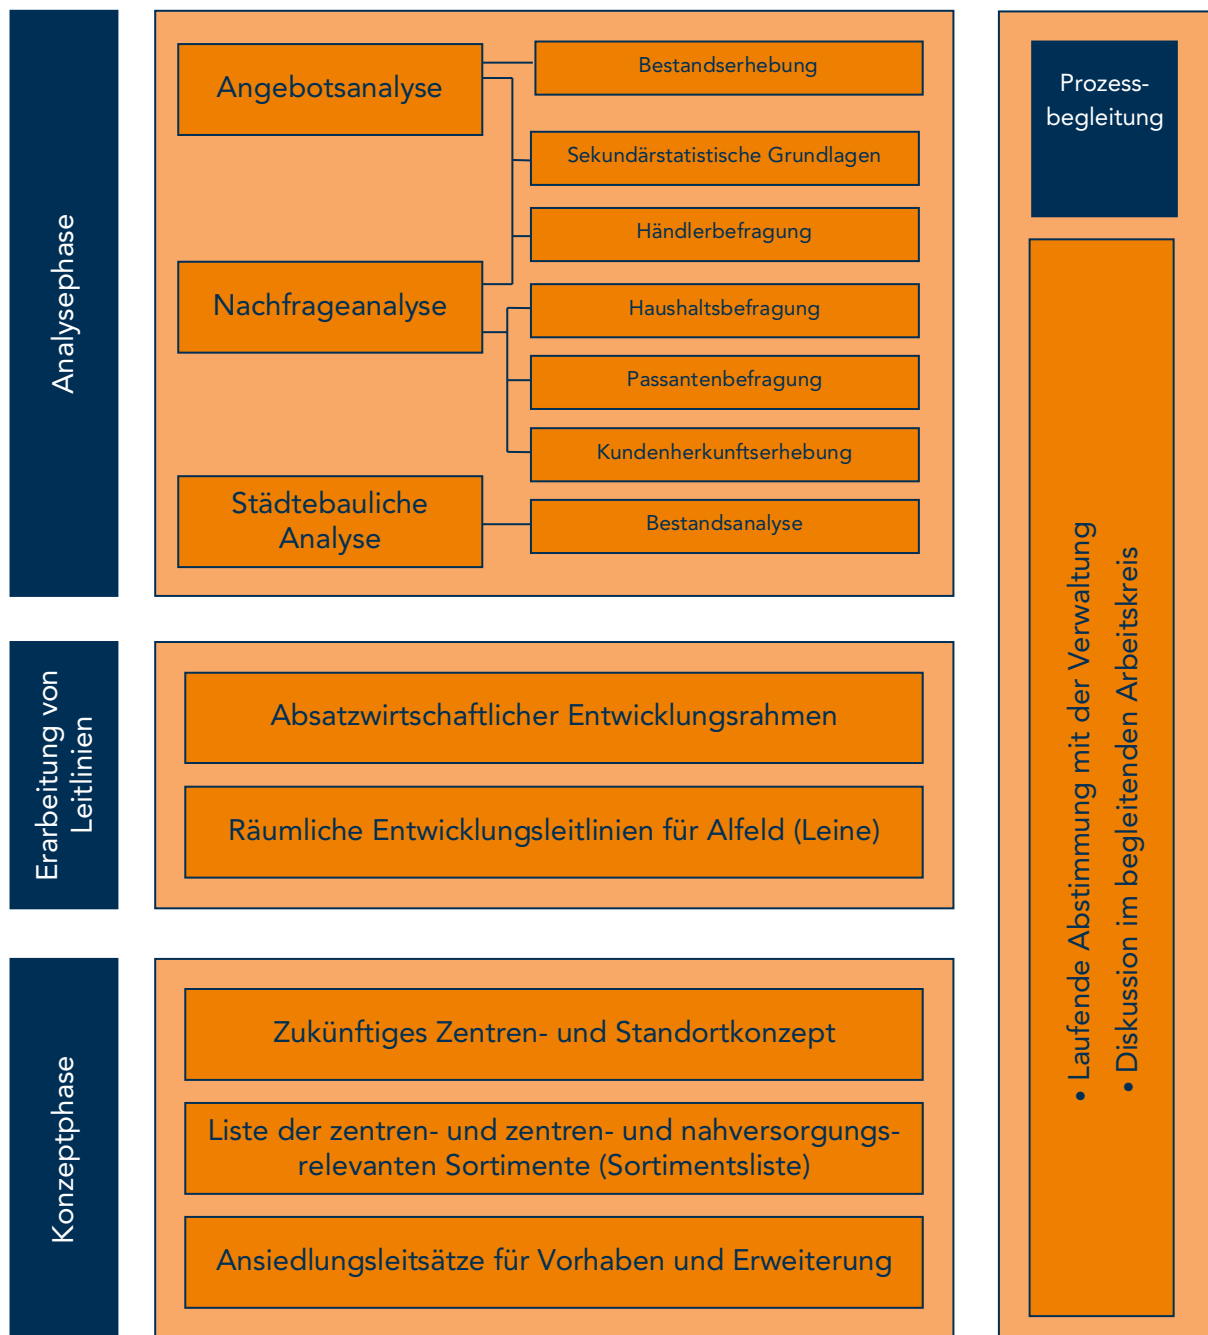 Analysephase
Angebotsanalyse
Bestandserhebung
Sekundärstatistische Grundlagen
Händlerbefragung
Nachfrageanalyse
Haushaltsbefragung
Passantenbefragung
Kundenherkunftserhebung
Städtebauliche
Analyse
Bestandsanalyse
Erarbeitung von
Leitlinien
Absatzwirtschaftlicher Entwicklungsrahmen
Räumliche Entwicklungsleitlinien für Alfeld (Leine)
Konzeptphase
Zukünftiges Zentren- und Standortkonzept
Liste der zentren- und zentren- und nahversorgungs-
relevanten Sortimente (Sortimentsliste)
Ansiedlungsleitsätze für Vorhaben und Erweiterung
Prozess-
begleitung
• Laufende Abstimmung mit der Verwaltung
• Diskussion im begleitenden Arbeitskreis